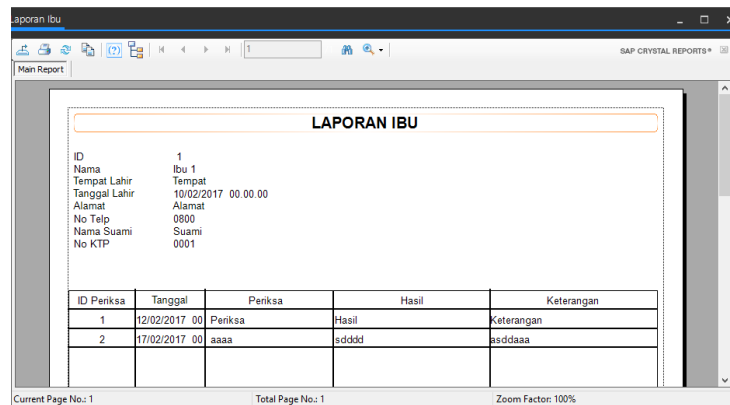 Laporan Ibu
1
SAP CRYSTAL REPORTS®
Main Report
LAPORAN IBU
ID 1
Nama Ibu 1
Tempat Lahir Tempat
Tanggal Lahir 10/02/2017 00.00.00
Alamat Alamat
No Telp 0800
Nama Suami Suami
No KTP 0001
ID Periksa Tanggal Periksa Hasil Keterangan
1 12/02/2017 00 Periksa Hasil Keterangan
2 17/02/2017 00 aaaa sdddd asddaaa
Current Page No.: 1 Total Page No.: 1 Zoom Factor: 100%